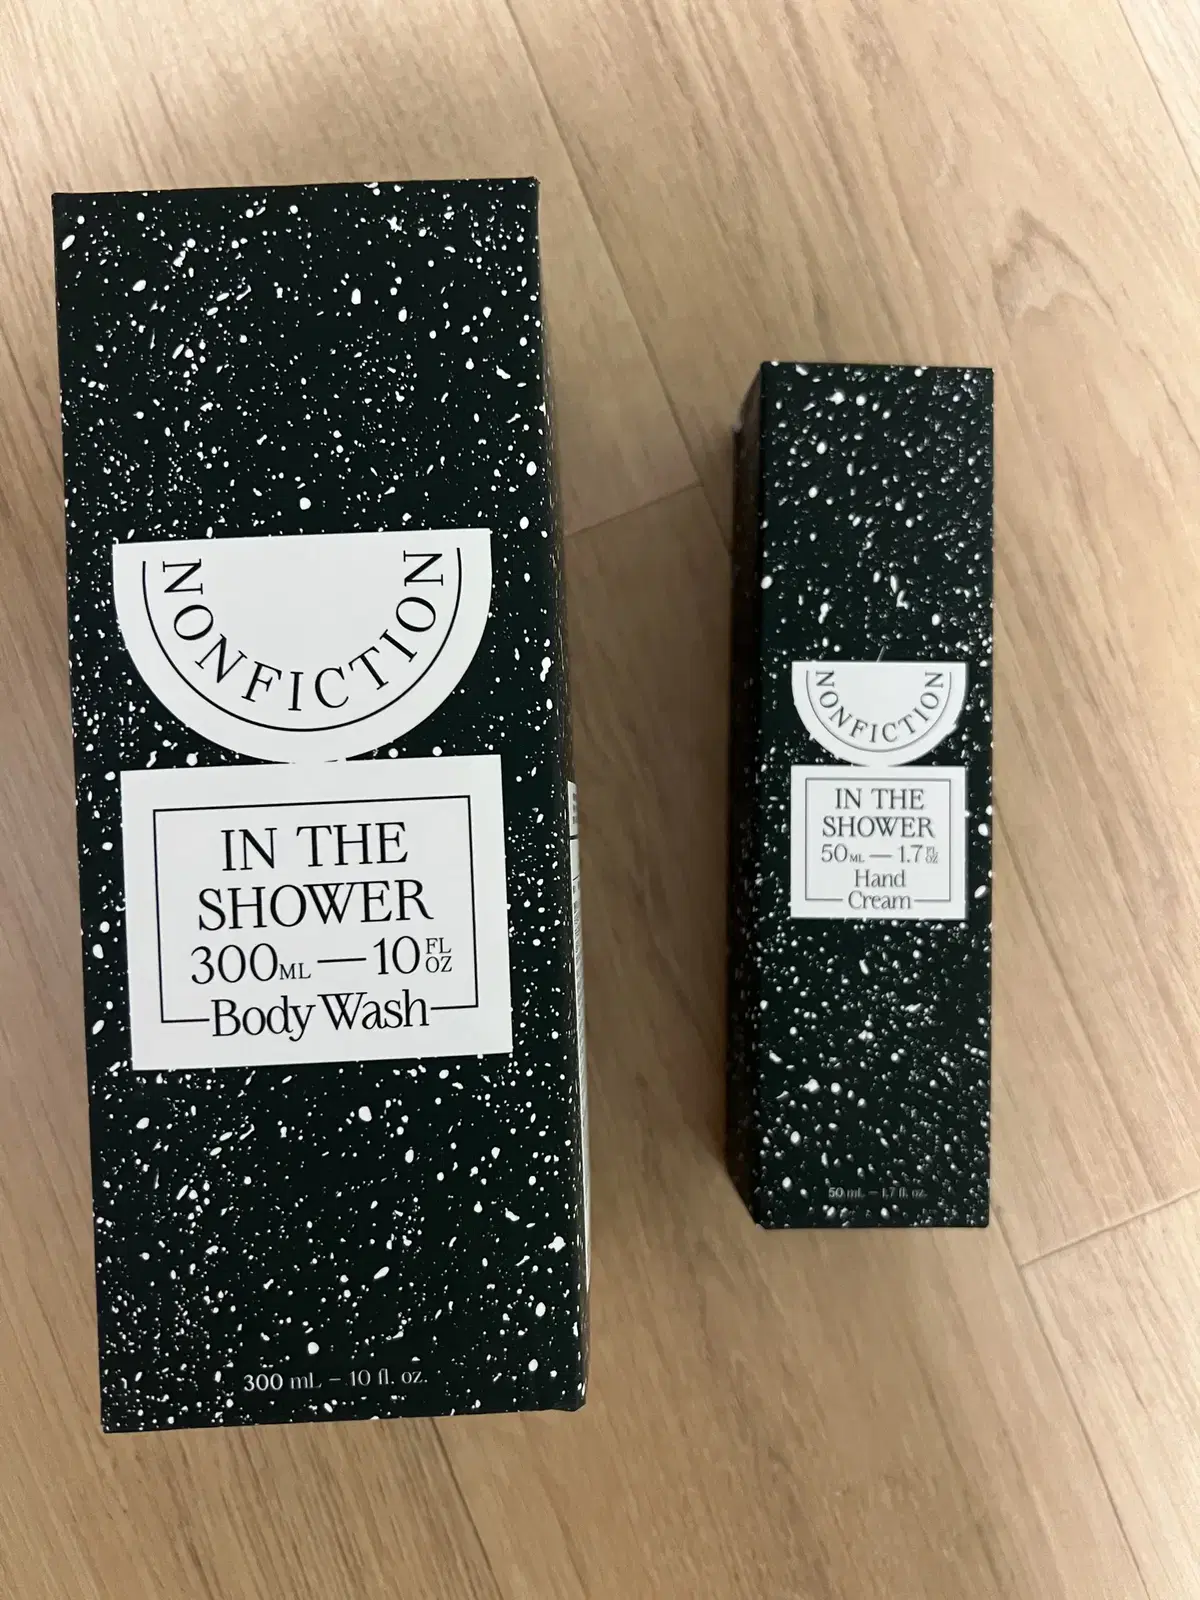 NONFICTION
IN THE
SHOWER
300ML — 10 FL OZ
Body Wash
300 mL – 10 fl. oz.
NONFICTION
IN THE
SHOWER
50ML — 1.7 FL OZ
Hand
Cream
50 mL – 1.7 fl. oz.